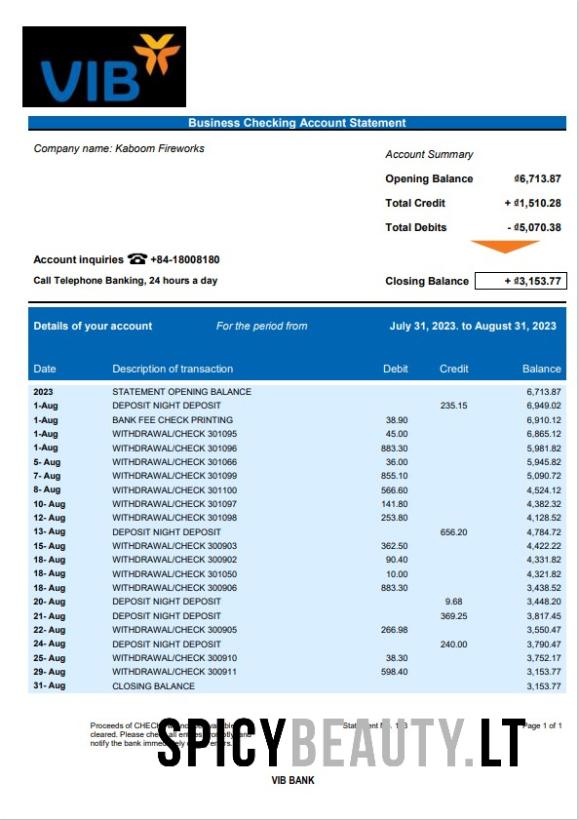 VIB
Business Checking Account Statement
Company name: Kaboom Fireworks
Account Summary
Opening Balance ₫6,713.87
Total Credit + ₫1,510.28
Total Debits - ₫5,070.38
Account inquiries ☎ +84-18008180
Call Telephone Banking, 24 hours a day
Closing Balance + ₫3,153.77
Details of your account For the period from July 31, 2023. to August 31, 2023
Date Description of transaction Debit Credit Balance
2023 STATEMENT OPENING BALANCE 6,713.87
1-Aug DEPOSIT NIGHT DEPOSIT 235.15 6,949.02
1-Aug BANK FEE CHECK PRINTING 38.90 6,910.12
1-Aug WITHDRAWAL/CHECK 301095 45.00 6,865.12
1-Aug WITHDRAWAL/CHECK 301096 883.30 5,981.82
5- Aug WITHDRAWAL/CHECK 301066 36.00 5,945.82
7- Aug WITHDRAWAL/CHECK 301099 855.10 5,090.72
8- Aug WITHDRAWAL/CHECK 301100 566.60 4,524.12
10- Aug WITHDRAWAL/CHECK 301097 141.80 4,382.32
12- Aug WITHDRAWAL/CHECK 301098 253.80 4,128.52
13- Aug DEPOSIT NIGHT DEPOSIT 656.20 4,784.72
15- Aug WITHDRAWAL/CHECK 300903 362.50 4,422.22
18- Aug WITHDRAWAL/CHECK 300902 90.40 4,331.82
18- Aug WITHDRAWAL/CHECK 301050 10.00 4,321.82
18- Aug WITHDRAWAL/CHECK 300906 883.30 3,438.52
20- Aug DEPOSIT NIGHT DEPOSIT 9.68 3,448.20
21- Aug DEPOSIT NIGHT DEPOSIT 369.25 3,817.45
22- Aug WITHDRAWAL/CHECK 300905 266.98 3,550.47
24- Aug DEPOSIT NIGHT DEPOSIT 240.00 3,790.47
25- Aug WITHDRAWAL/CHECK 300910 38.30 3,752.17
29- Aug WITHDRAWAL/CHECK 300911 598.40 3,153.77
31- Aug CLOSING BALANCE 3,153.77
Proceeds of Page 1 of 1
cleared. Please
notify the bank
SPICYBEAUTY.LT
VIB BANK